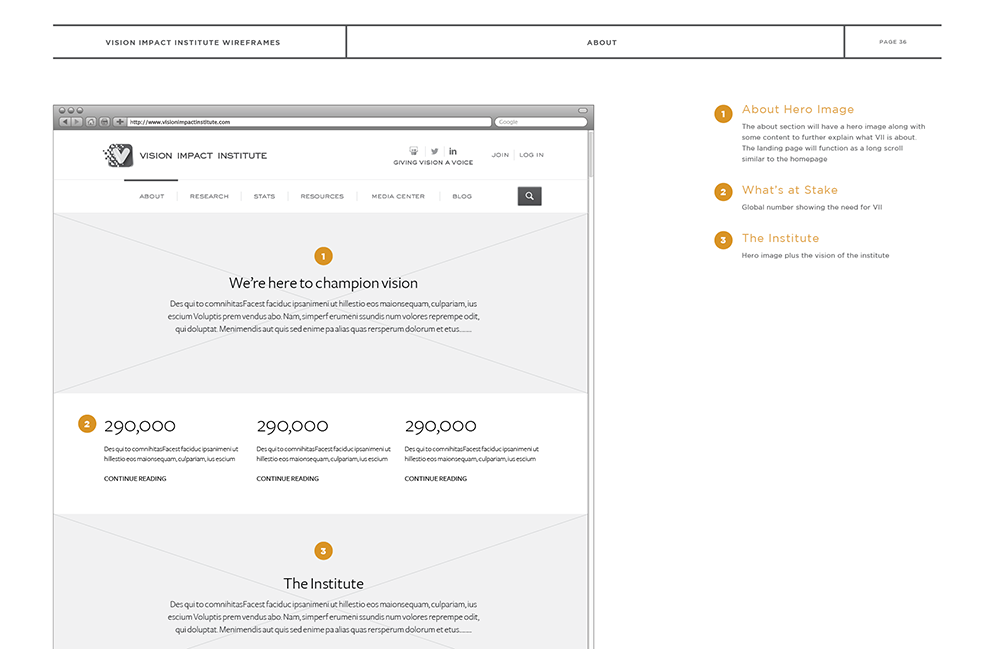 VISION IMPACT INSTITUTE WIREFRAMES
ABOUT
PAGE 36
http://www.visionimpactinstitute.com
Google
VISION IMPACT INSTITUTE
GIVING VISION A VOICE
JOIN
LOG IN
ABOUT
RESEARCH
STATS
RESOURCES
MEDIA CENTER
BLOG
1
We're here to champion vision
Des qui to comnihitasFacest faciduc ipsanimeni ut hillestio eos maionsequam, culpariam, ius
escium Voluptis prem vendus abo. Nam, simperf erumeni ssundis num volores reprempe odit,
qui doluptat. Menimendis aut quis sed enime pa alias quas rersperum dolorum et etus.......
2
290,000
Des qui to comnihitasFacest faciduc ipsanimeni ut
hillestio eos maionsequam, culpariam, ius escium
CONTINUE READING
290,000
Des qui to comnihitasFacest faciduc ipsanimeni ut
hillestio eos maionsequam, culpariam, ius escium
CONTINUE READING
290,000
Des qui to comnihitasFacest faciduc ipsanimeni ut
hillestio eos maionsequam, culpariam, ius escium
CONTINUE READING
3
The Institute
Des qui to comnihitasFacest faciduc ipsanimeni ut hillestio eos maionsequam, culpariam, ius
escium Voluptis prem vendus abo. Nam, simperf erumeni ssundis num volores reprempe odit,
qui doluptat. Menimendis aut quis sed enime pa alias quas rersperum dolorum et etus.......
1
About Hero Image
The about section will have a hero image along with
some content to further explain what VII is about.
The landing page will function as a long scroll
similar to the homepage
2
What's at Stake
Global number showing the need for VII
3
The Institute
Hero image plus the vision of the institute